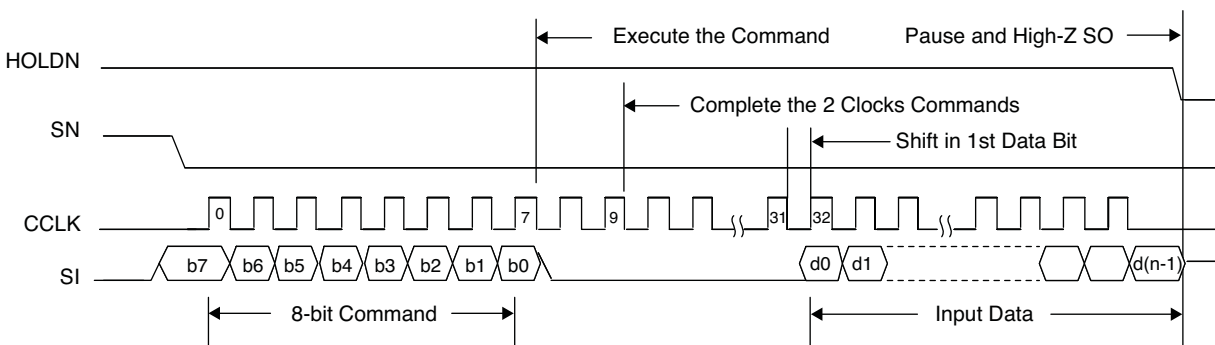 Execute the Command
Pause and High-Z SO
HOLDN
Complete the 2 Clocks Commands
SN
Shift in 1st Data Bit
CCLK
0
7
9
31
32
SI
b7
b6
b5
b4
b3
b2
b1
b0
d0
d1
d(n-1)
8-bit Command
Input Data